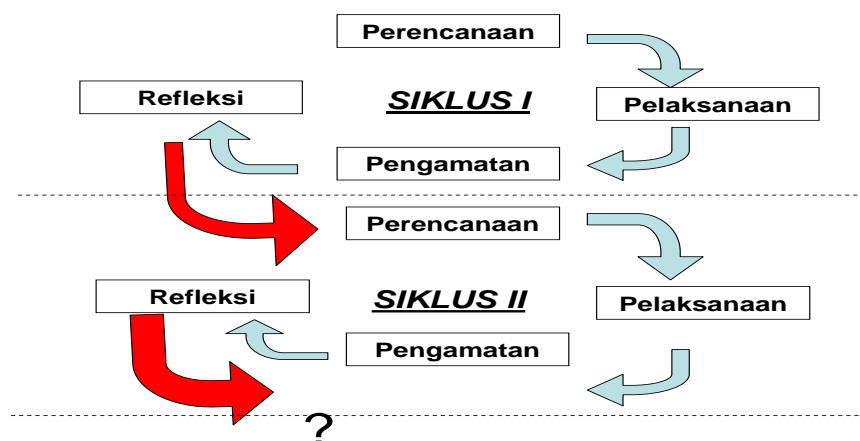 Perencanaan
Refleksi
SIKLUS I
Pelaksanaan
Pengamatan
Perencanaan
Refleksi
SIKLUS II
Pelaksanaan
Pengamatan
?